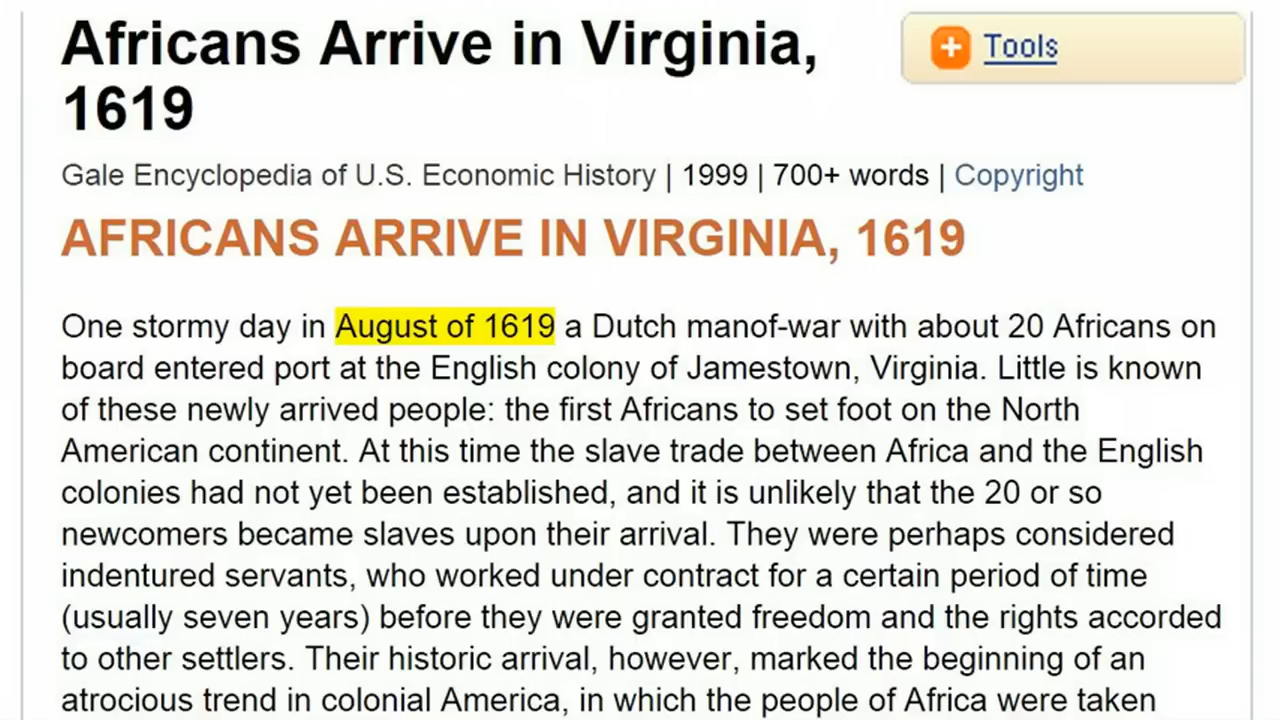 Africans Arrive in Virginia,
1619
Tools
Gale Encyclopedia of U.S. Economic History | 1999 | 700+ words | Copyright
AFRICANS ARRIVE IN VIRGINIA, 1619
One stormy day in August of 1619 a Dutch manof-war with about 20 Africans on
board entered port at the English colony of Jamestown, Virginia. Little is known
of these newly arrived people: the first Africans to set foot on the North
American continent. At this time the slave trade between Africa and the English
colonies had not yet been established, and it is unlikely that the 20 or so
newcomers became slaves upon their arrival. They were perhaps considered
indentured servants, who worked under contract for a certain period of time
(usually seven years) before they were granted freedom and the rights accorded
to other settlers. Their historic arrival, however, marked the beginning of an
atrocious trend in colonial America, in which the people of Africa were taken